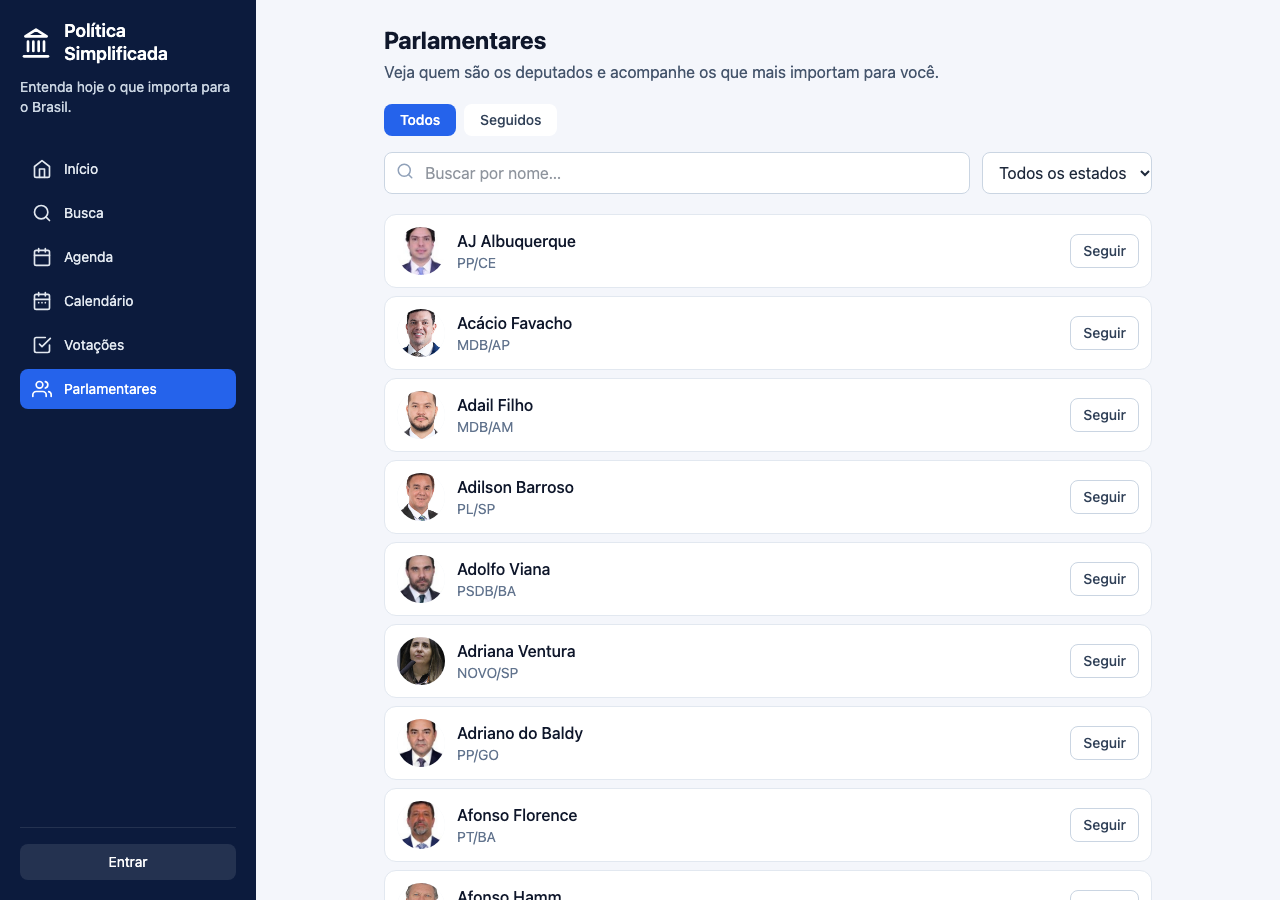 Política
Simplificada
Entenda hoje o que importa para
o Brasil.
Início
Busca
Agenda
Calendário
Votações
Parlamentares
Entrar
Parlamentares
Veja quem são os deputados e acompanhe os que mais importam para você.
Todos
Seguidos
Buscar por nome...
Todos os estados
AJ Albuquerque
PP/CE
Seguir
Acácio Favacho
MDB/AP
Seguir
Adail Filho
MDB/AM
Seguir
Adilson Barroso
PL/SP
Seguir
Adolfo Viana
PSDB/BA
Seguir
Adriana Ventura
NOVO/SP
Seguir
Adriano do Baldy
PP/GO
Seguir
Afonso Florence
PT/BA
Seguir
Afonso Hamm